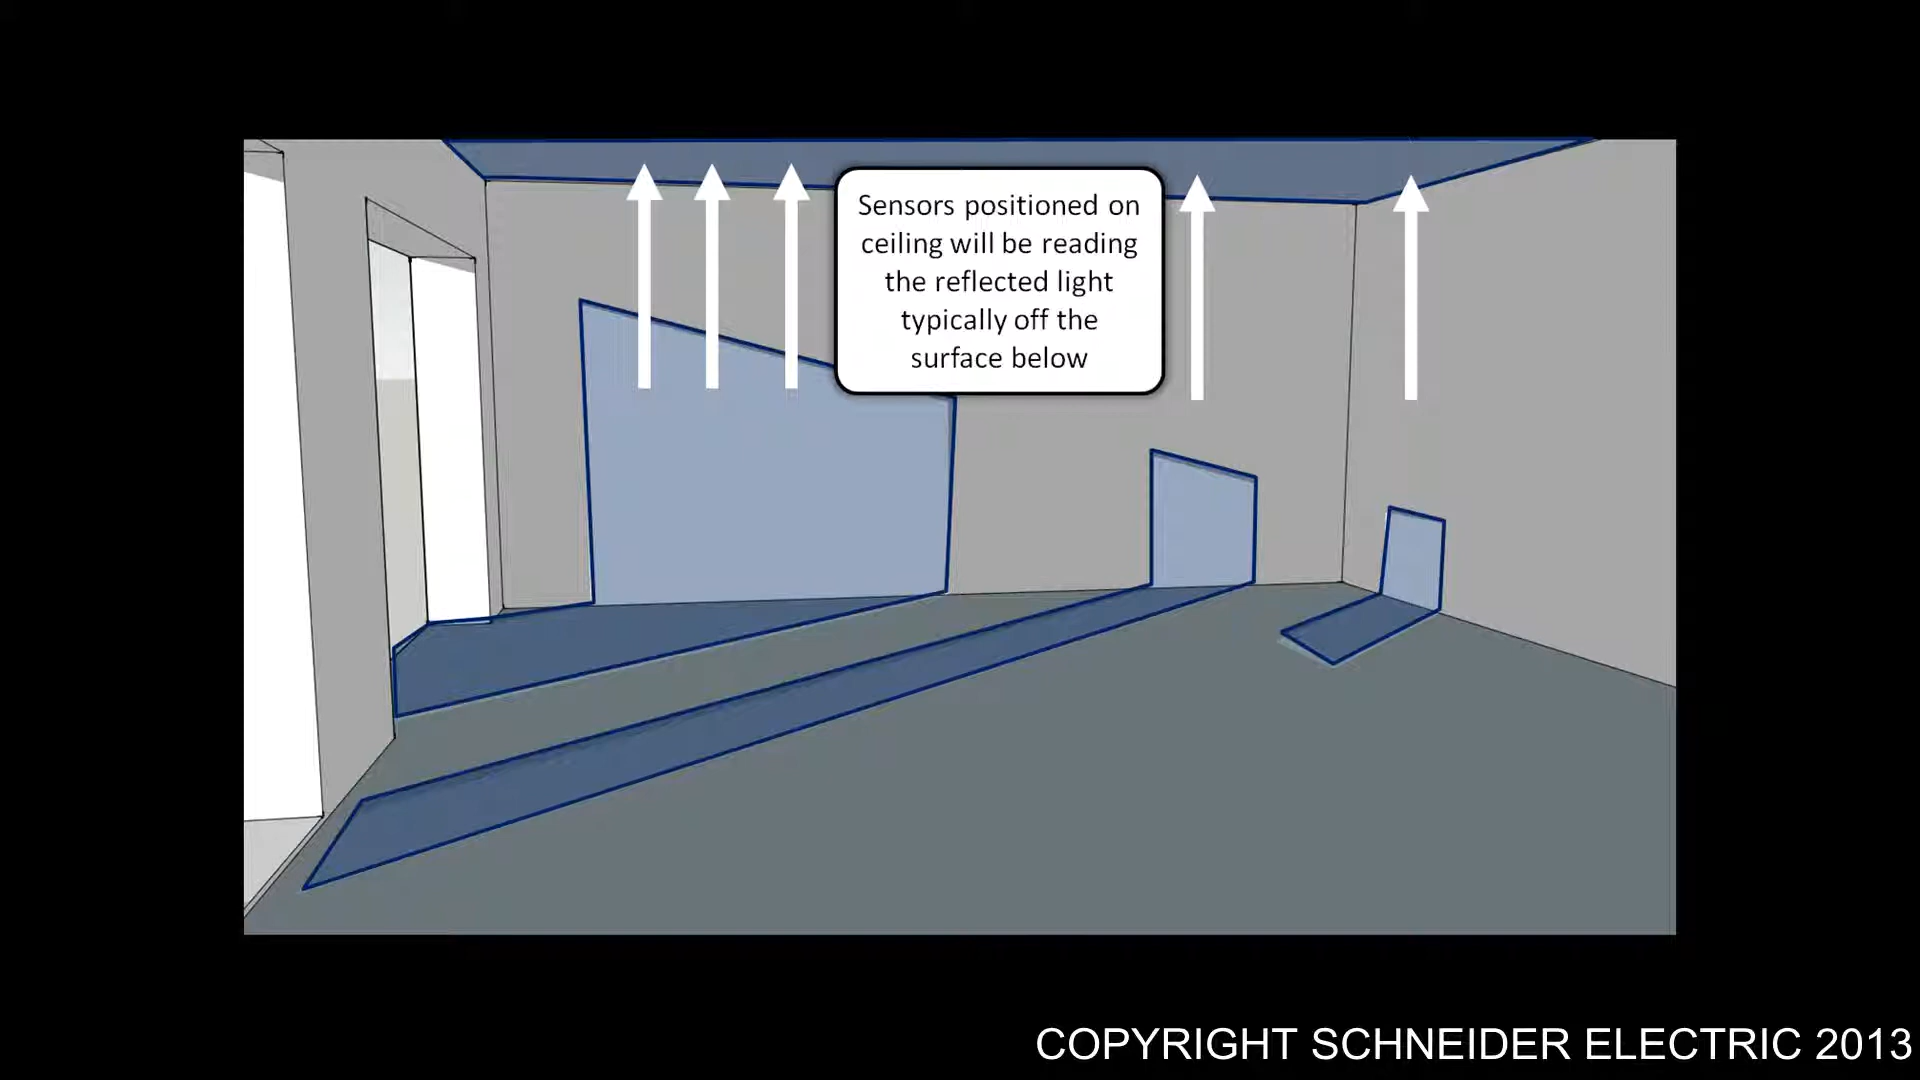 Sensors positioned on
ceiling will be reading
the reflected light
typically off the
surface below
COPYRIGHT SCHNEIDER ELECTRIC 2013